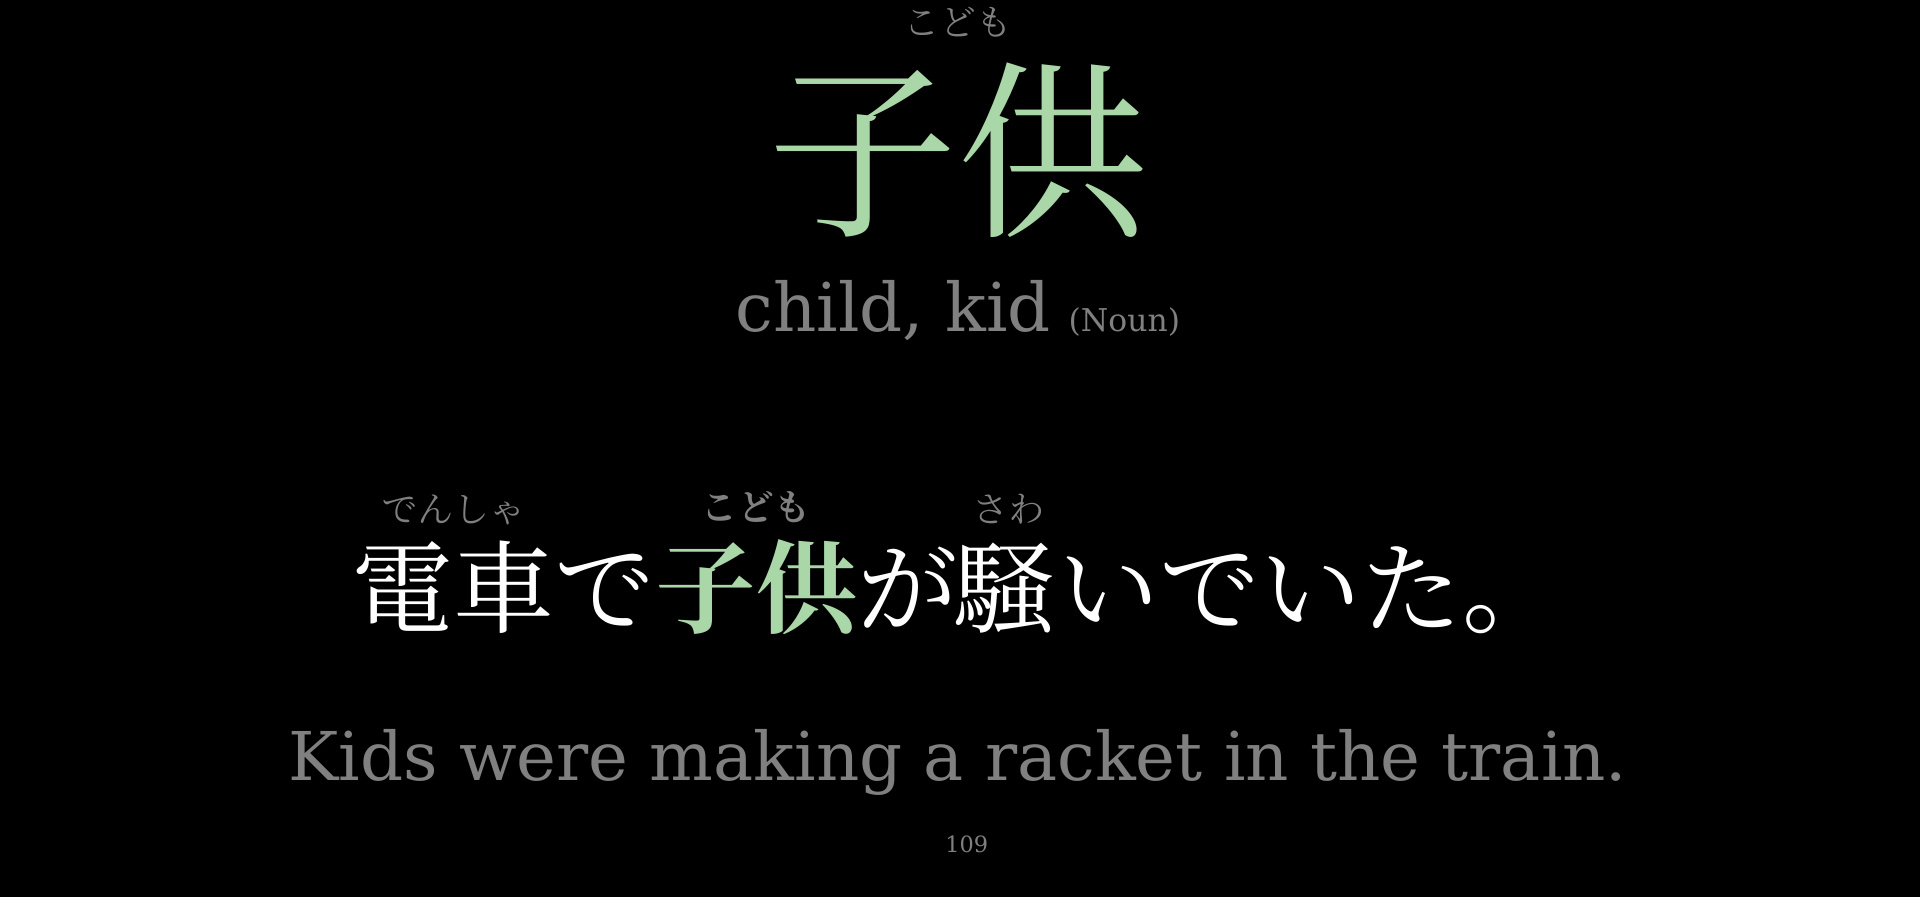 こども
子供
child, kid (Noun)
でんしゃ こども さわ
電車で子供が騒いでいた。
Kids were making a racket in the train.
109